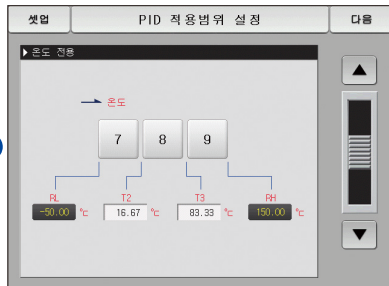 셋업 PID 적용범위 설정 다음
▶ 온도 전용
온도
7 8 9
RL T2 T3 RH
-50.00 ℃ 16.67 ℃ 83.33 ℃ 150.00 ℃